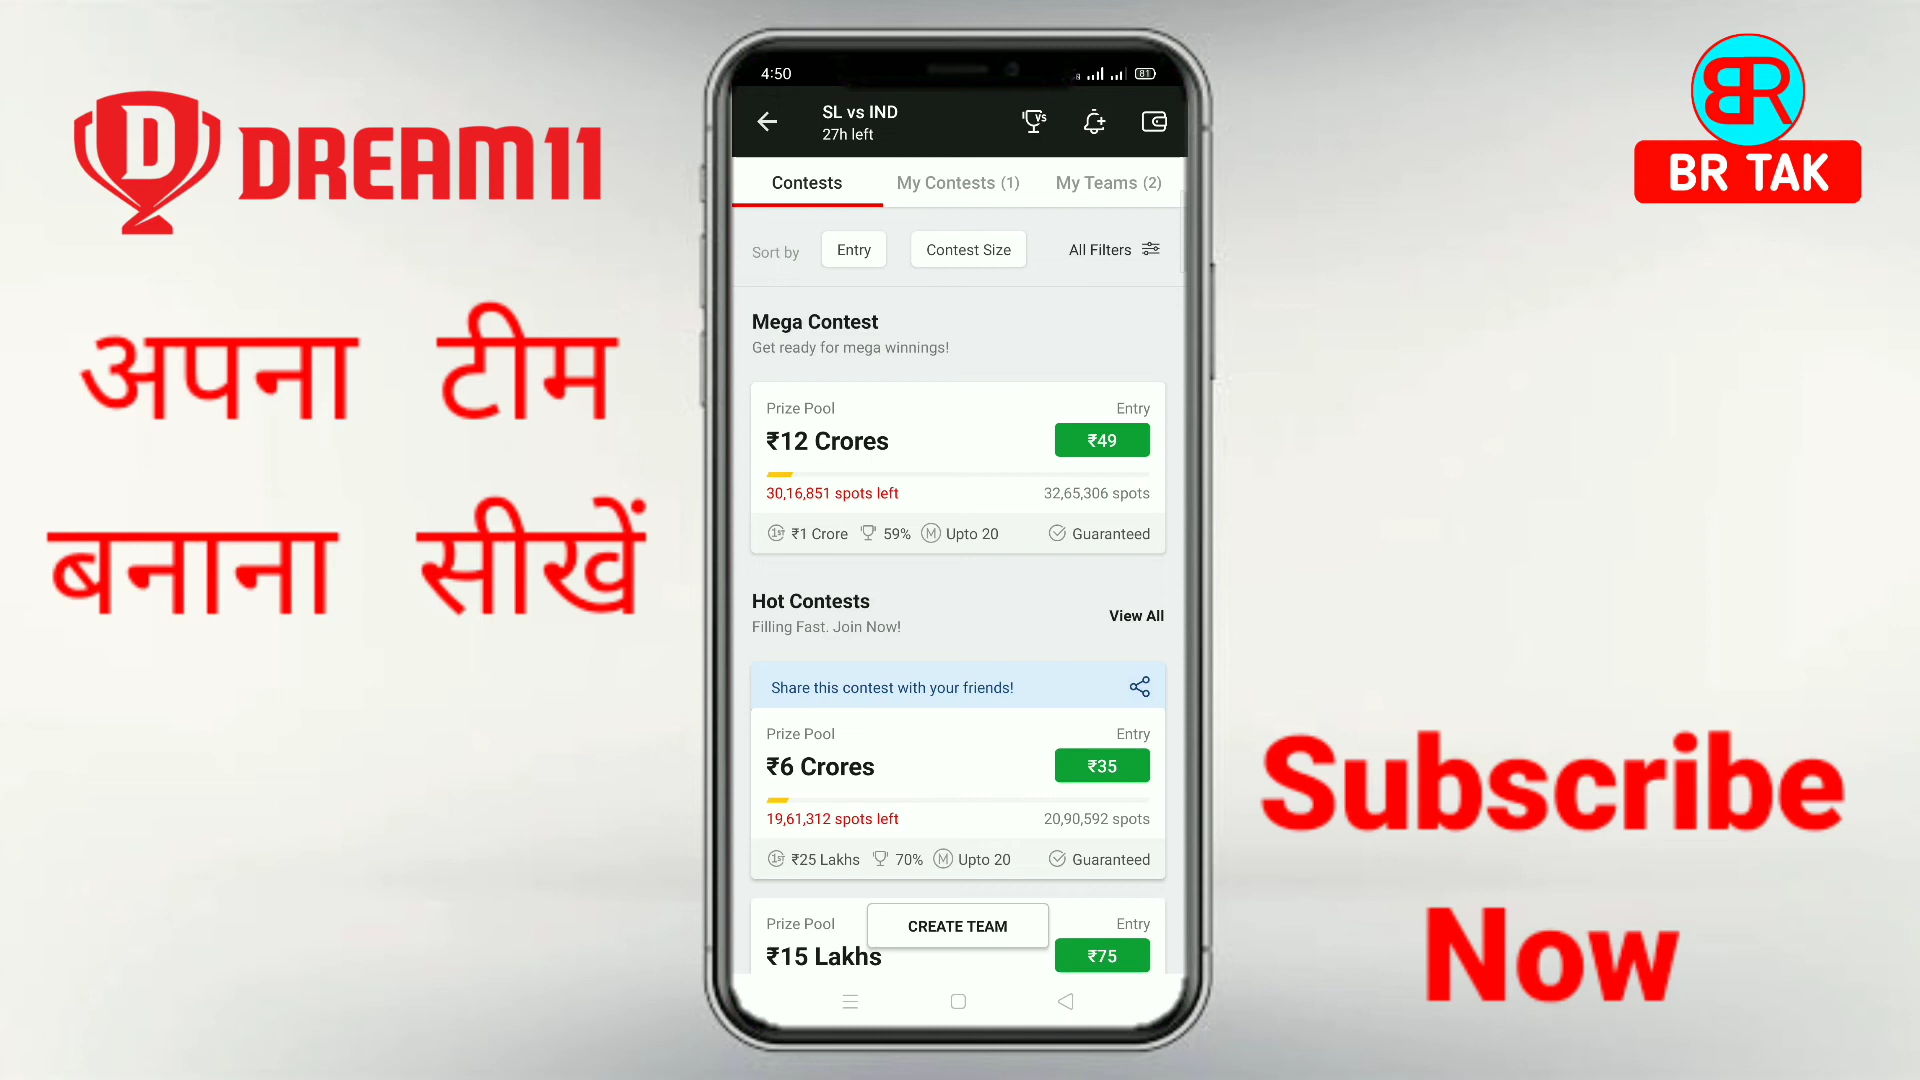 DREAM11
अपना टीम
बनाना सीखें
4:50
81
SL vs IND
27h left
VS
Contests
My Contests (1)
My Teams (2)
Sort by
Entry
Contest Size
All Filters
Mega Contest
Get ready for mega winnings!
Prize Pool
Entry
₹12 Crores
₹49
30,16,851 spots left
32,65,306 spots
1ST ₹1 Crore 59% M Upto 20
Guaranteed
Hot Contests
Filling Fast. Join Now!
View All
Share this contest with your friends!
Prize Pool
Entry
₹6 Crores
₹35
19,61,312 spots left
20,90,592 spots
1ST ₹25 Lakhs 70% M Upto 20
Guaranteed
Prize Pool
CREATE TEAM
Entry
₹15 Lakhs
₹75
BR
BR TAK
Subscribe
Now